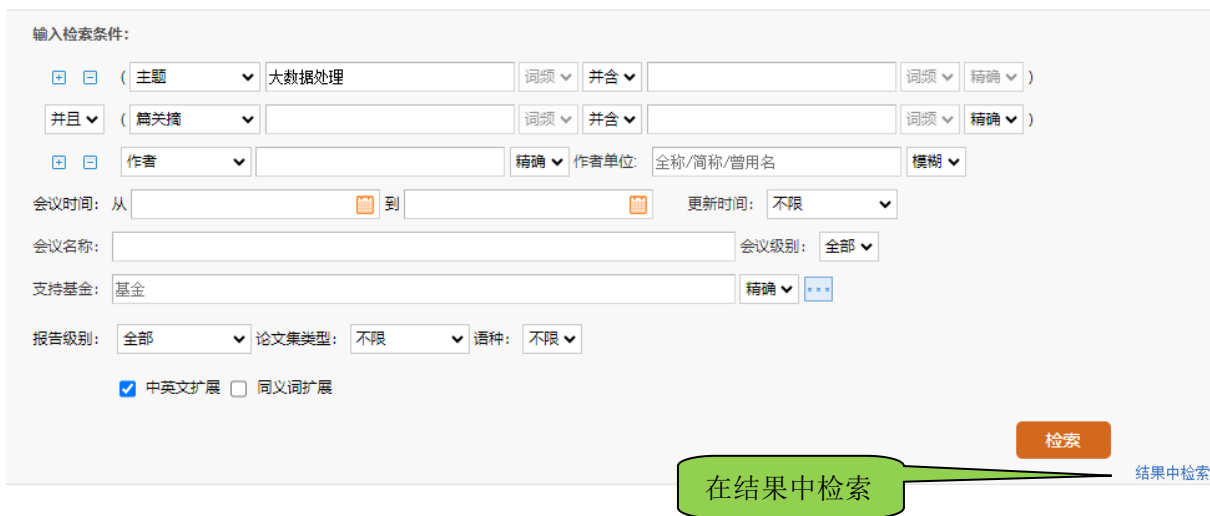 输入检索条件:
( 主题 大数据处理 词频 并含 词频 精确 )
并且 ( 篇关摘 词频 并含 词频 精确 )
作者 精确 作者单位: 全称/简称/曾用名 模糊
会议时间: 从 到 更新时间: 不限
会议名称: 会议级别: 全部
支持基金: 基金 精确
报告级别: 全部 论文集类型: 不限 语种: 不限
中英文扩展 同义词扩展
检索
结果中检索
在结果中检索